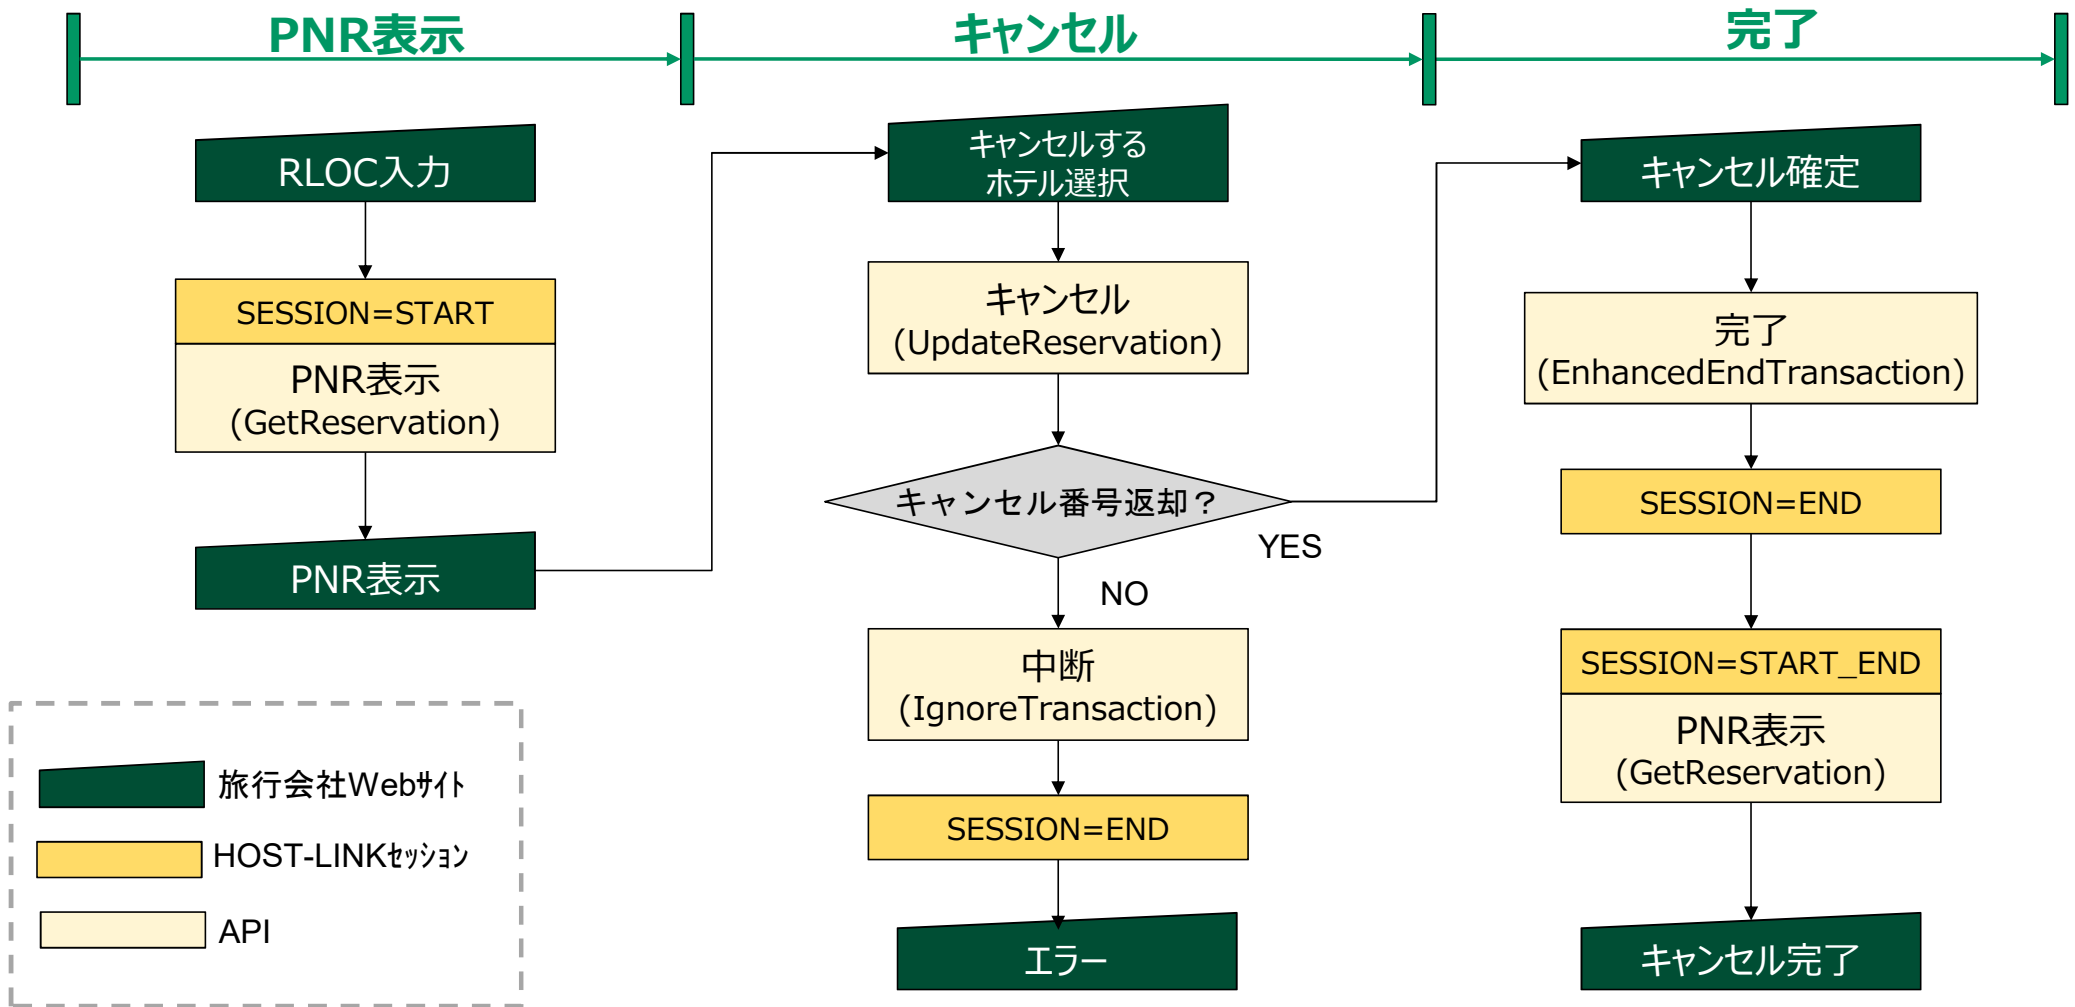 PNR表示
キャンセル
完了
RLOC入力
SESSION=START
PNR表示
(GetReservation)
PNR表示
キャンセルする
ホテル選択
キャンセル
(UpdateReservation)
キャンセル番号返却？
YES
NO
中断
(IgnoreTransaction)
SESSION=END
エラー
キャンセル確定
完了
(EnhancedEndTransaction)
SESSION=END
SESSION=START_END
PNR表示
(GetReservation)
キャンセル完了
旅行会社Webｻｲﾄ
HOST-LINKｾｯｼｮﾝ
API